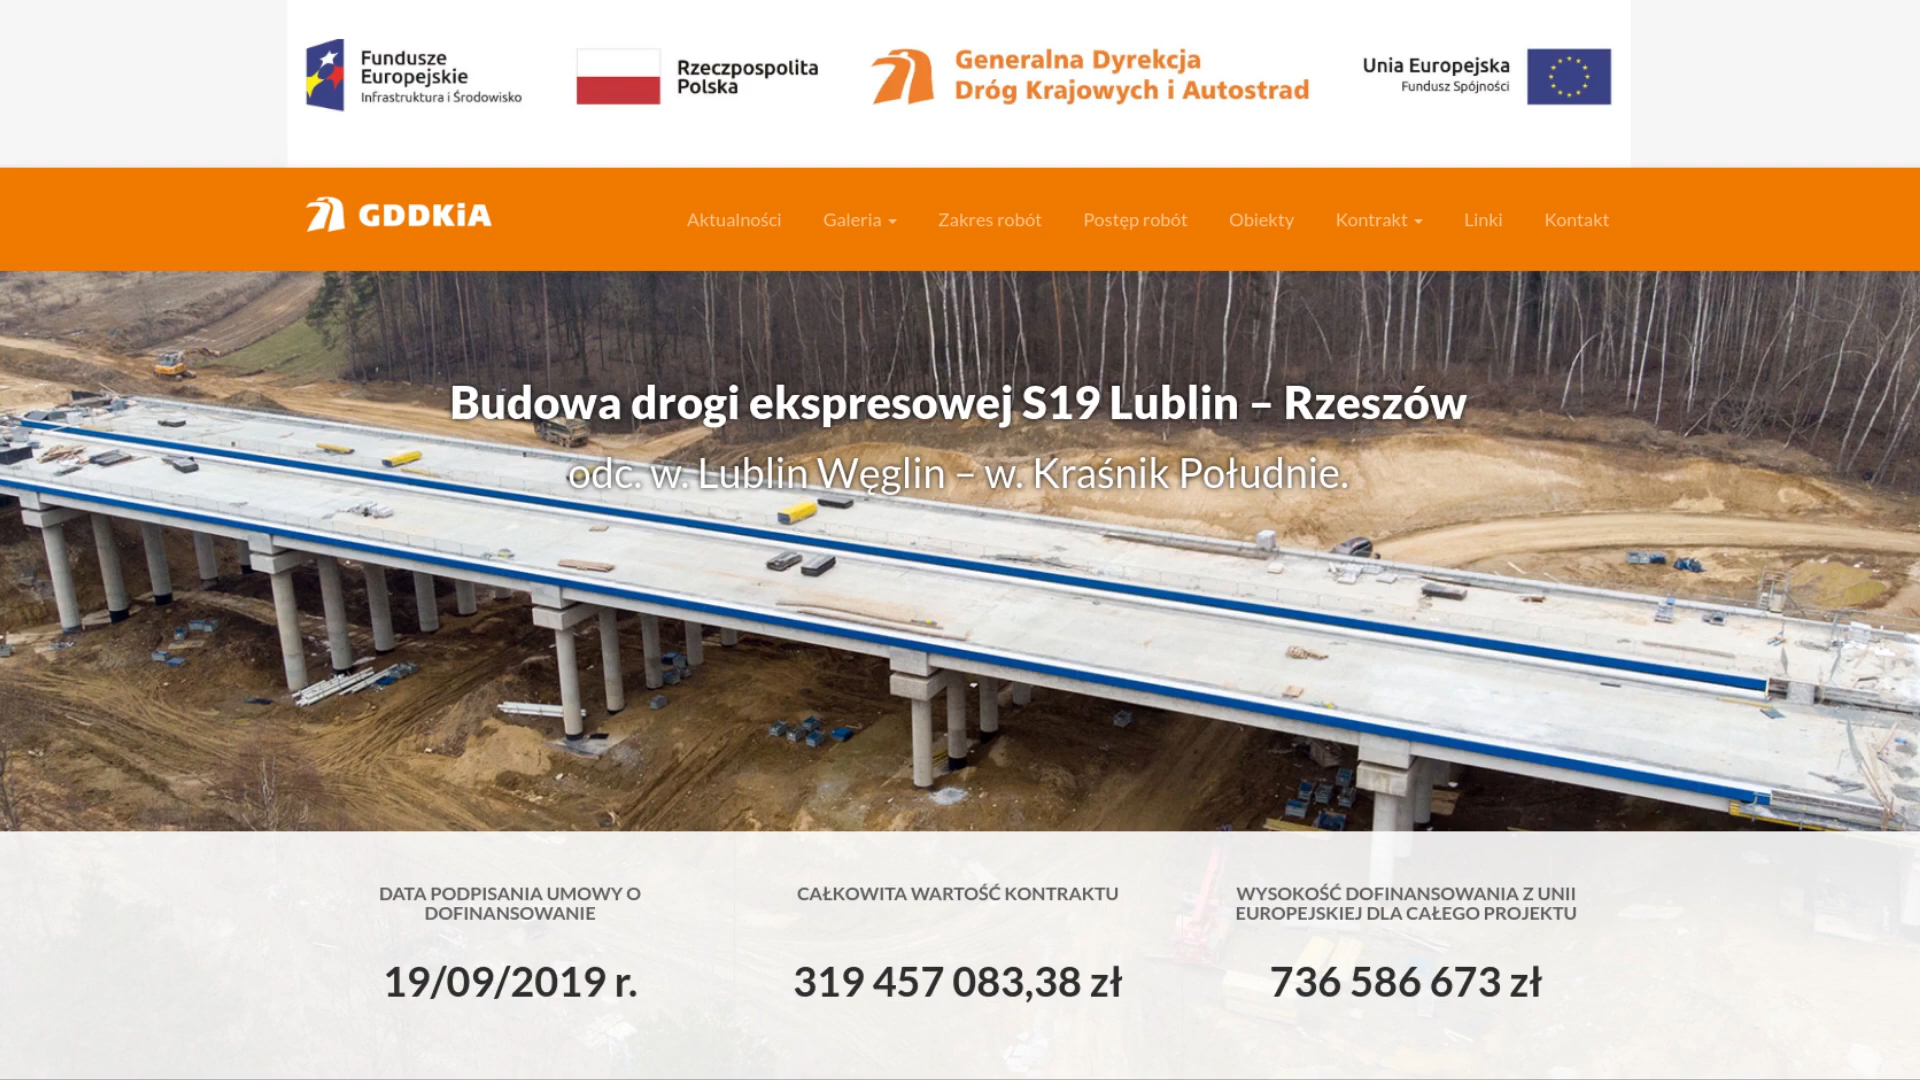 Fundusze
Europejskie
Infrastruktura i Środowisko
Rzeczpospolita
Polska
Generalna Dyrekcja
Dróg Krajowych i Autostrad
Unia Europejska
Fundusz Spójności
GDDKiA
Aktualności
Galeria
Zakres robót
Postęp robót
Obiekty
Kontrakt
Linki
Kontakt
Budowa drogi ekspresowej S19 Lublin – Rzeszów
odc. w. Lublin Węglin – w. Kraśnik Południe.
DATA PODPISANIA UMOWY O
DOFINANSOWANIE
19/09/2019 r.
CAŁKOWITA WARTOŚĆ KONTRAKTU
319 457 083,38 zł
WYSOKOŚĆ DOFINANSOWANIA Z UNII
EUROPEJSKIEJ DLA CAŁEGO PROJEKTU
736 586 673 zł